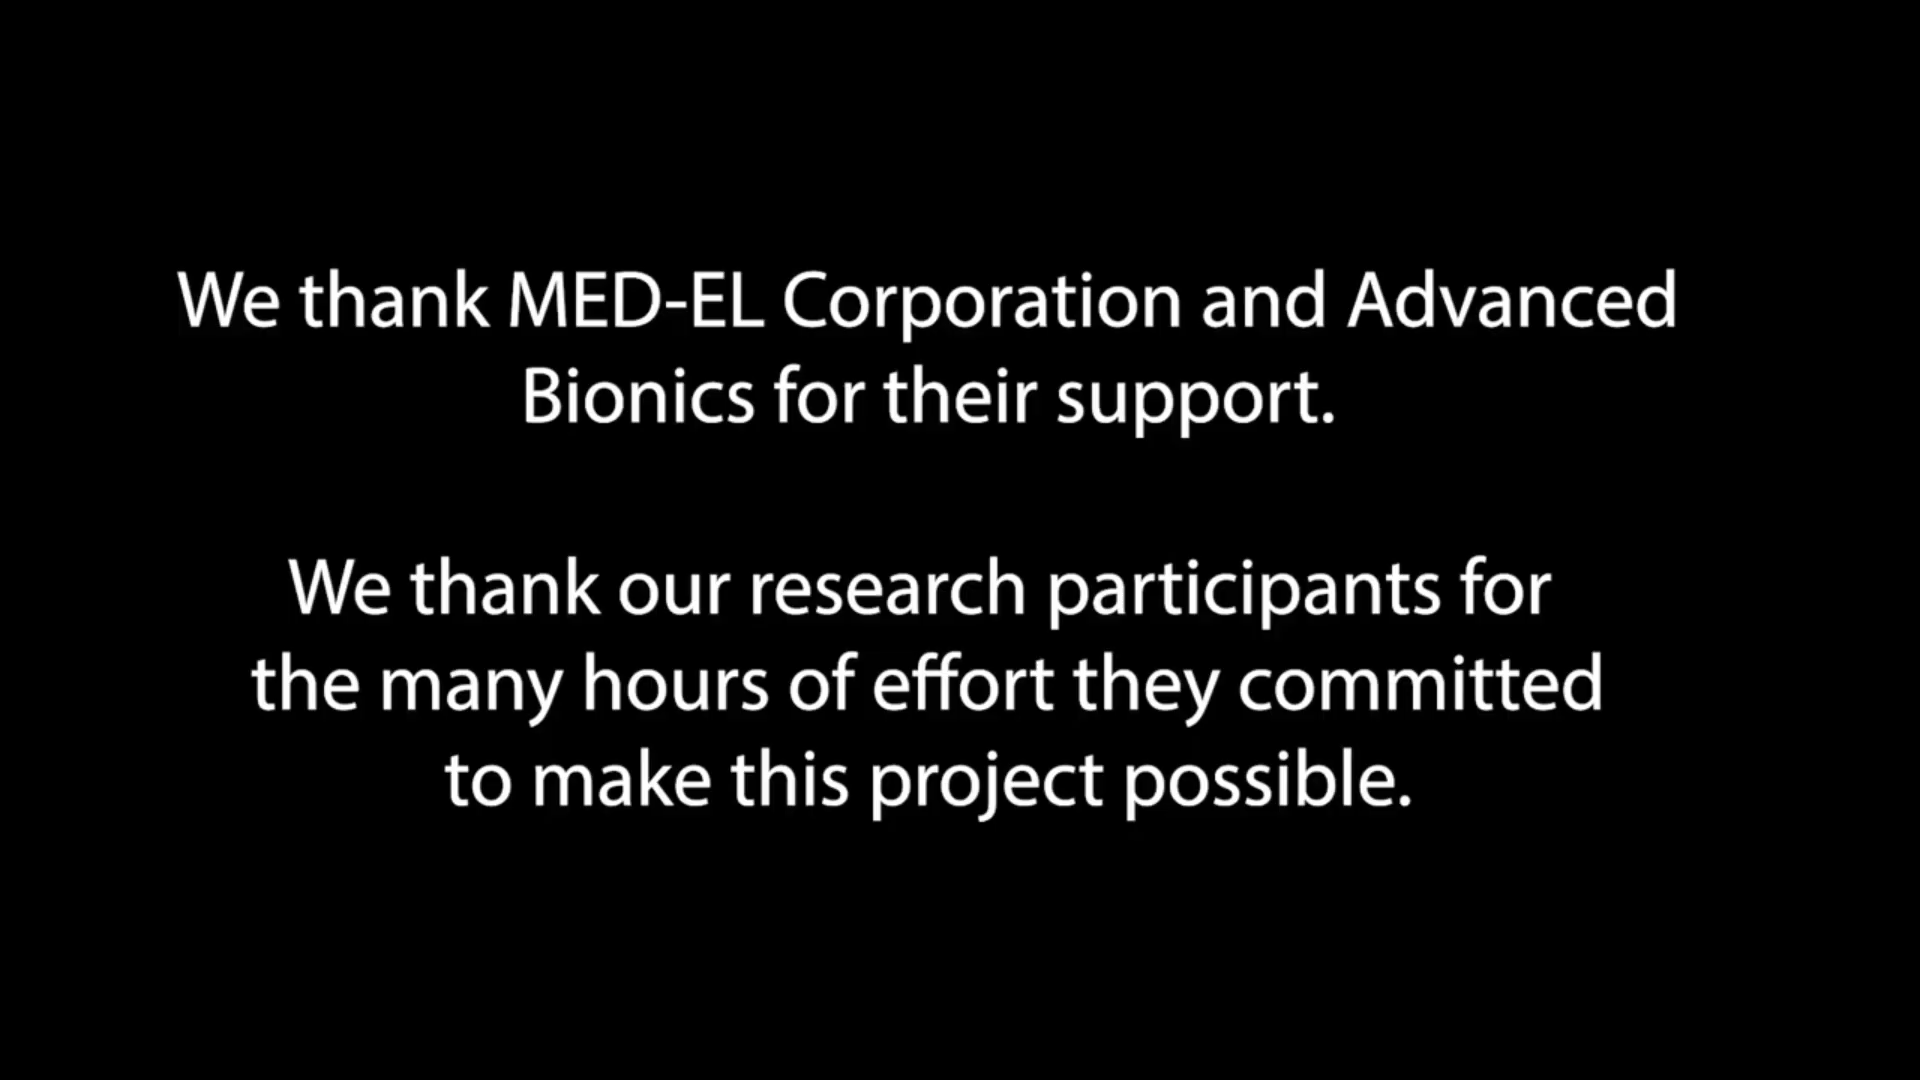 We thank MED-EL Corporation and Advanced
Bionics for their support.
We thank our research participants for
the many hours of effort they committed
to make this project possible.